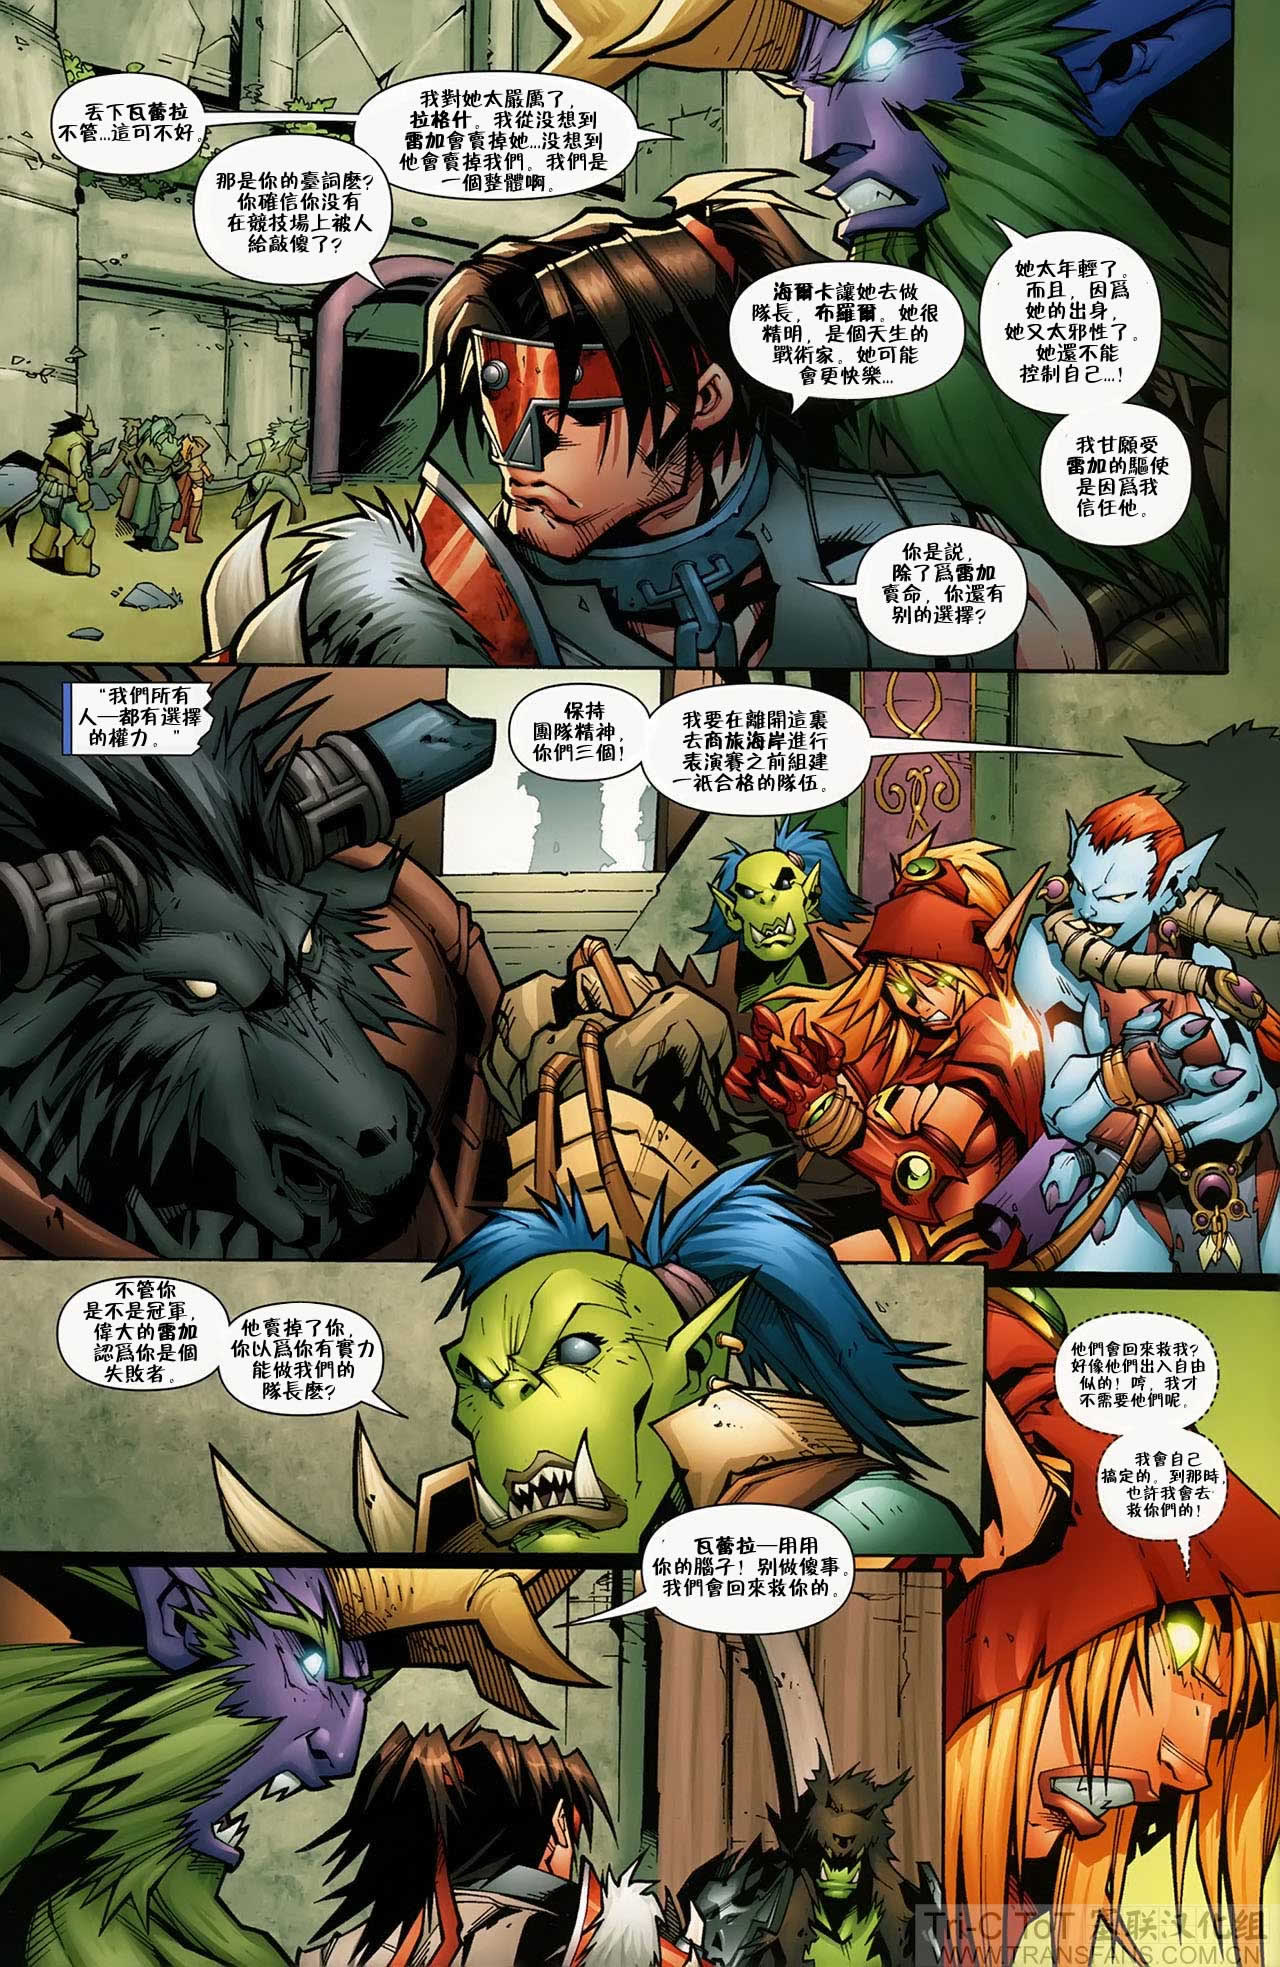 丟下瓦蕾拉
不管...這可不好。
我對她太嚴厲了，
拉格什。我從没想到
雷加會賣掉她...没想到
他會賣掉我們。我們是
一個整體啊。
那是你的臺詞麽？
你確信你没有
在競技場上被人
給敲傻了？
海爾卡讓她去做
隊長，布羅爾。她很
精明，是個天生的
戰術家。她可能
會更快樂...
她太年輕了。
而且，因爲
她的出身，
她又太邪性了。
她還不能
控制自己...！
我甘願受
雷加的驅使
是因爲我
信任他。
你是説，
除了爲雷加
賣命，你還有
别的選擇？
"我們所有
人—都有選擇
的權力。"
保持
團隊精神，
你們三個！
我要在離開這裏
去商旅海岸進行
表演賽之前組建
一祇合格的隊伍。
不管你
是不是冠軍，
偉大的雷加
認爲你是個
失敗者。
他賣掉了你，
你以爲你有實力
能做我們的
隊長麽？
他們會回來救我？
好像他們出入自由
似的！哼，我才
不需要他們呢。
我會自己
搞定的。到那時，
也許我會去
救你們的！
瓦蕾拉—用用
你的腦子！别做傻事。
我們會回來救你的。
Tri-C ToT 墨联汉化组
WWW.TRANSFANS.COM.CN